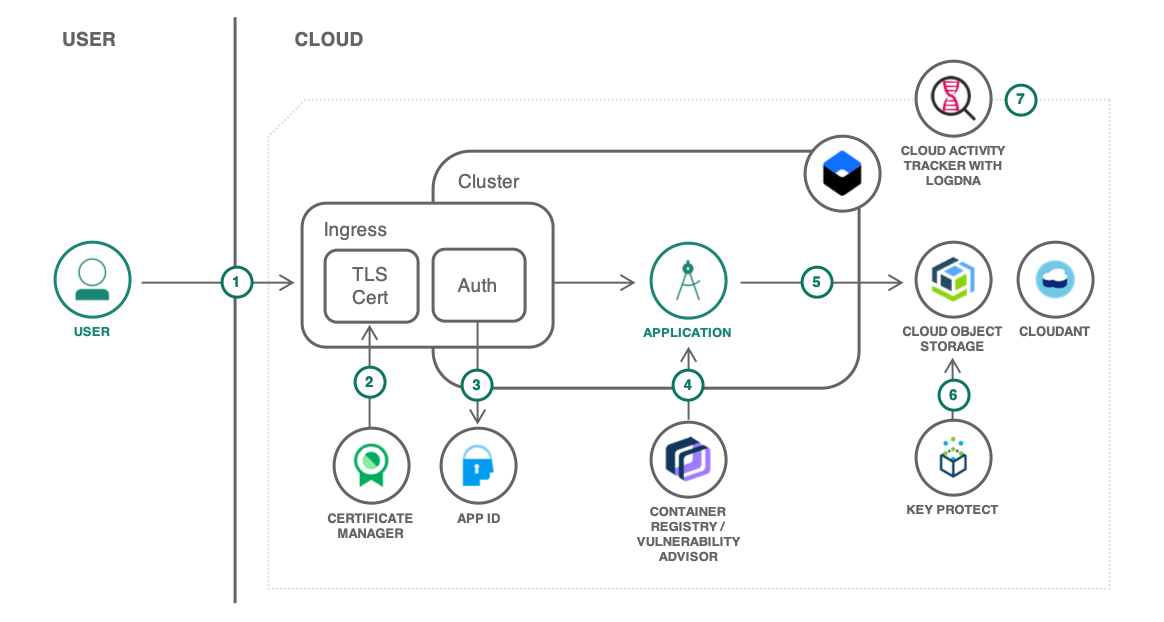 USER
CLOUD
7
CLOUD ACTIVITY
TRACKER WITH
LOGDNA
Cluster
Ingress
TLS
Cert
Auth
1
5
USER
APPLICATION
CLOUD OBJECT
STORAGE
CLOUDANT
2
3
4
6
CERTIFICATE
MANAGER
APP ID
CONTAINER
REGISTRY /
VULNERABILITY
ADVISOR
KEY PROTECT